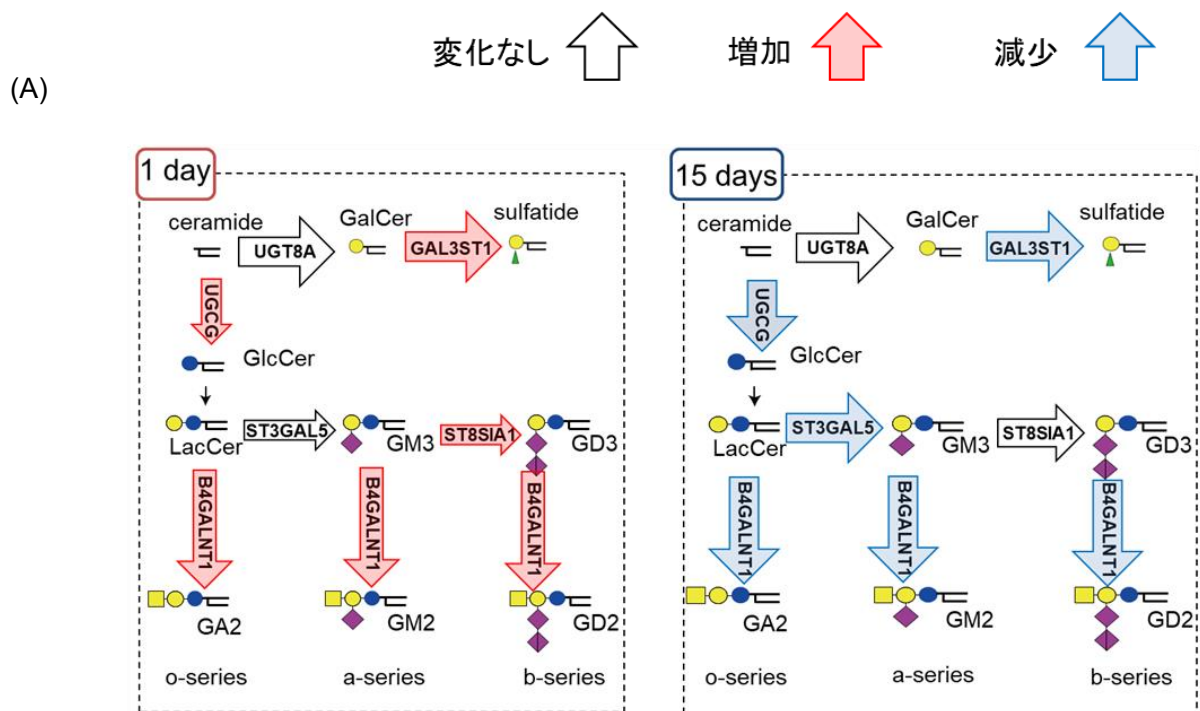 変化なし 増加 減少
(A)
1 day
ceramide
UGT8A
GalCer
GAL3ST1
sulfatide
UGCG
GlcCer
LacCer
ST3GAL5
GM3
ST8SIA1
GD3
B4GALNT1
B4GALNT1
B4GALNT1
GA2
GM2
GD2
o-series
a-series
b-series
15 days
ceramide
UGT8A
GalCer
GAL3ST1
sulfatide
UGCG
GlcCer
LacCer
ST3GAL5
GM3
ST8SIA1
GD3
B4GALNT1
B4GALNT1
B4GALNT1
GA2
GM2
GD2
o-series
a-series
b-series